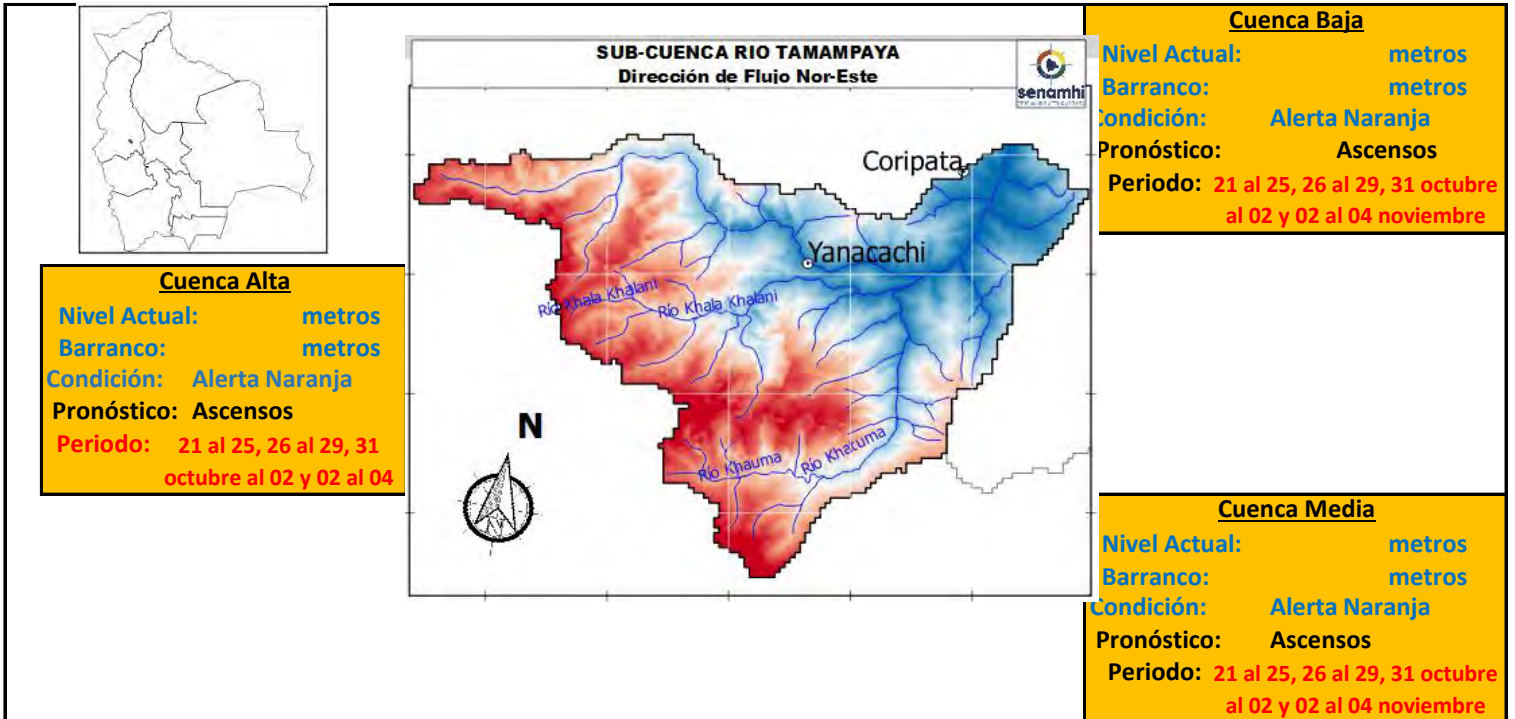 SUB-CUENCA RIO TAMAMPAYA
Dirección de Flujo Nor-Este
senamhi
Coripata
Yanacachi
Río Khala Khalani
Río Khala Khalani
Río Khauma
Río Khacuma
N
Cuenca Alta
Nivel Actual: metros
Barranco: metros
Condición: Alerta Naranja
Pronóstico: Ascensos
Periodo: 21 al 25, 26 al 29, 31
octubre al 02 y 02 al 04
Cuenca Baja
Nivel Actual: metros
Barranco: metros
Condición: Alerta Naranja
Pronóstico: Ascensos
Periodo: 21 al 25, 26 al 29, 31 octubre
al 02 y 02 al 04 noviembre
Cuenca Media
Nivel Actual: metros
Barranco: metros
Condición: Alerta Naranja
Pronóstico: Ascensos
Periodo: 21 al 25, 26 al 29, 31 octubre
al 02 y 02 al 04 noviembre